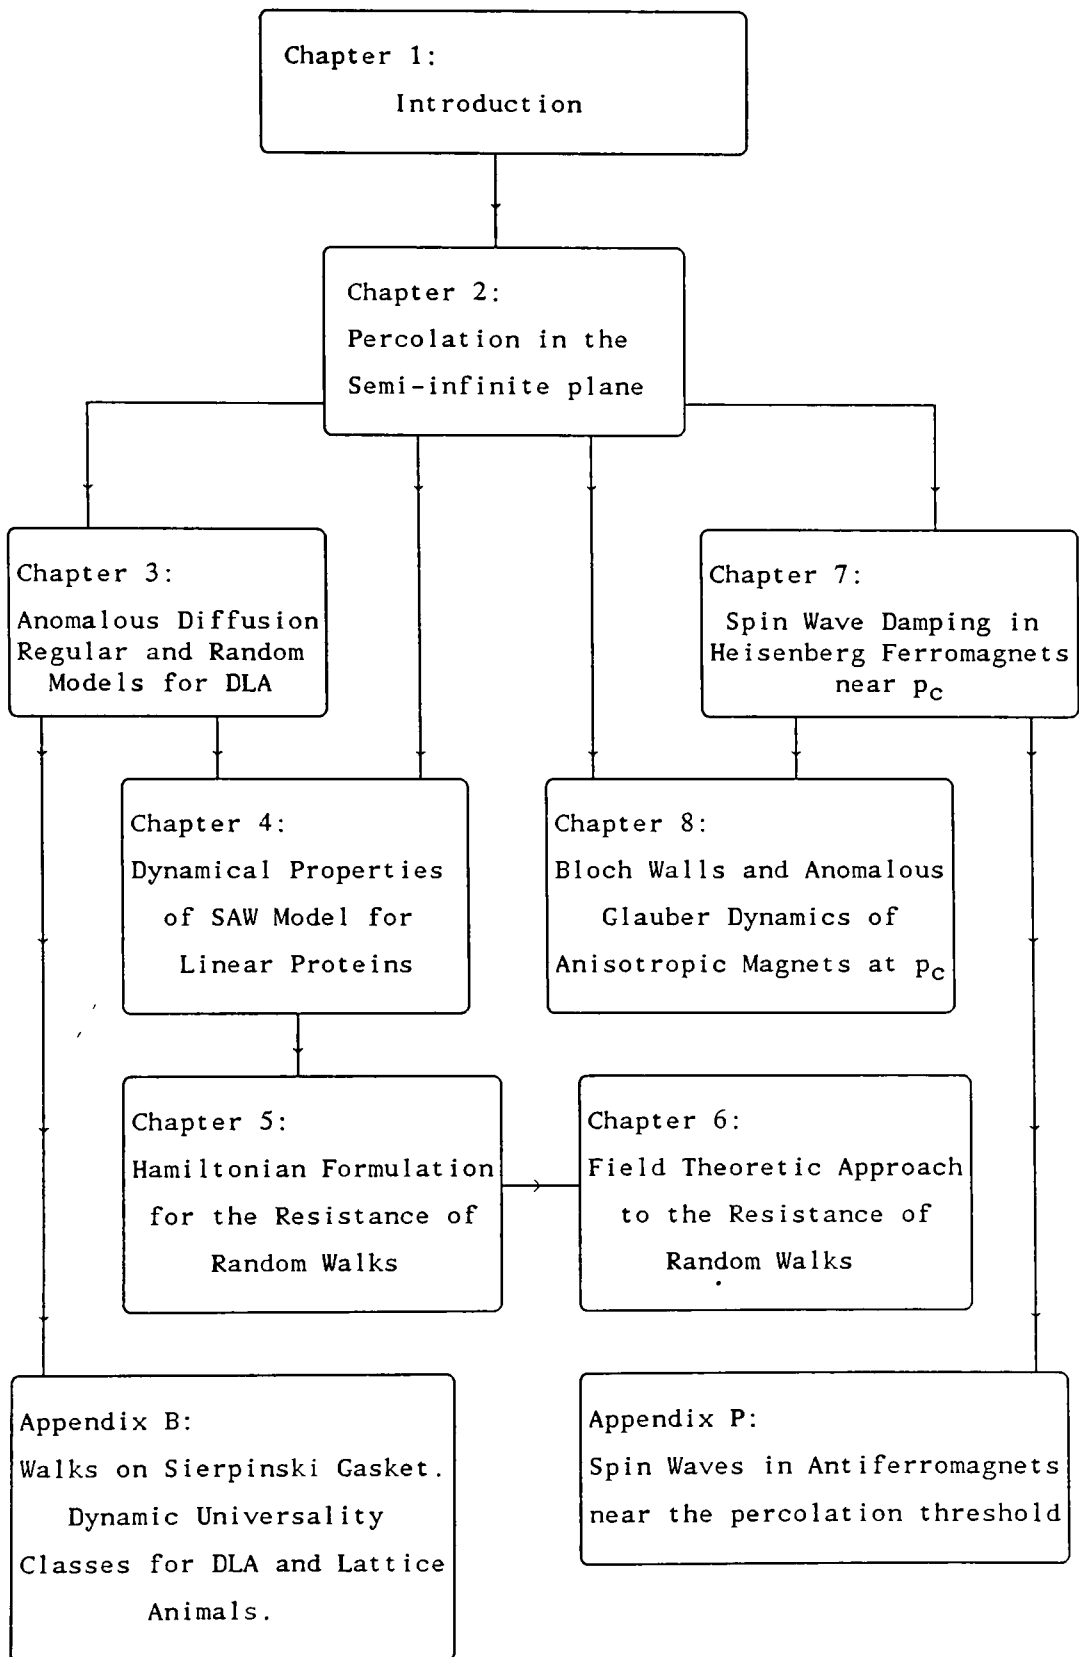 Chapter 1:
Introduction
Chapter 2:
Percolation in the
Semi-infinite plane
Chapter 3:
Anomalous Diffusion
Regular and Random
Models for DLA
Chapter 7:
Spin Wave Damping in
Heisenberg Ferromagnets
near pc
Chapter 4:
Dynamical Properties
of SAW Model for
Linear Proteins
Chapter 8:
Bloch Walls and Anomalous
Glauber Dynamics of
Anisotropic Magnets at pc
Chapter 5:
Hamiltonian Formulation
for the Resistance of
Random Walks
Chapter 6:
Field Theoretic Approach
to the Resistance of
Random Walks
Appendix B:
Walks on Sierpinski Gasket.
Dynamic Universality
Classes for DLA and Lattice
Animals.
Appendix P:
Spin Waves in Antiferromagnets
near the percolation threshold